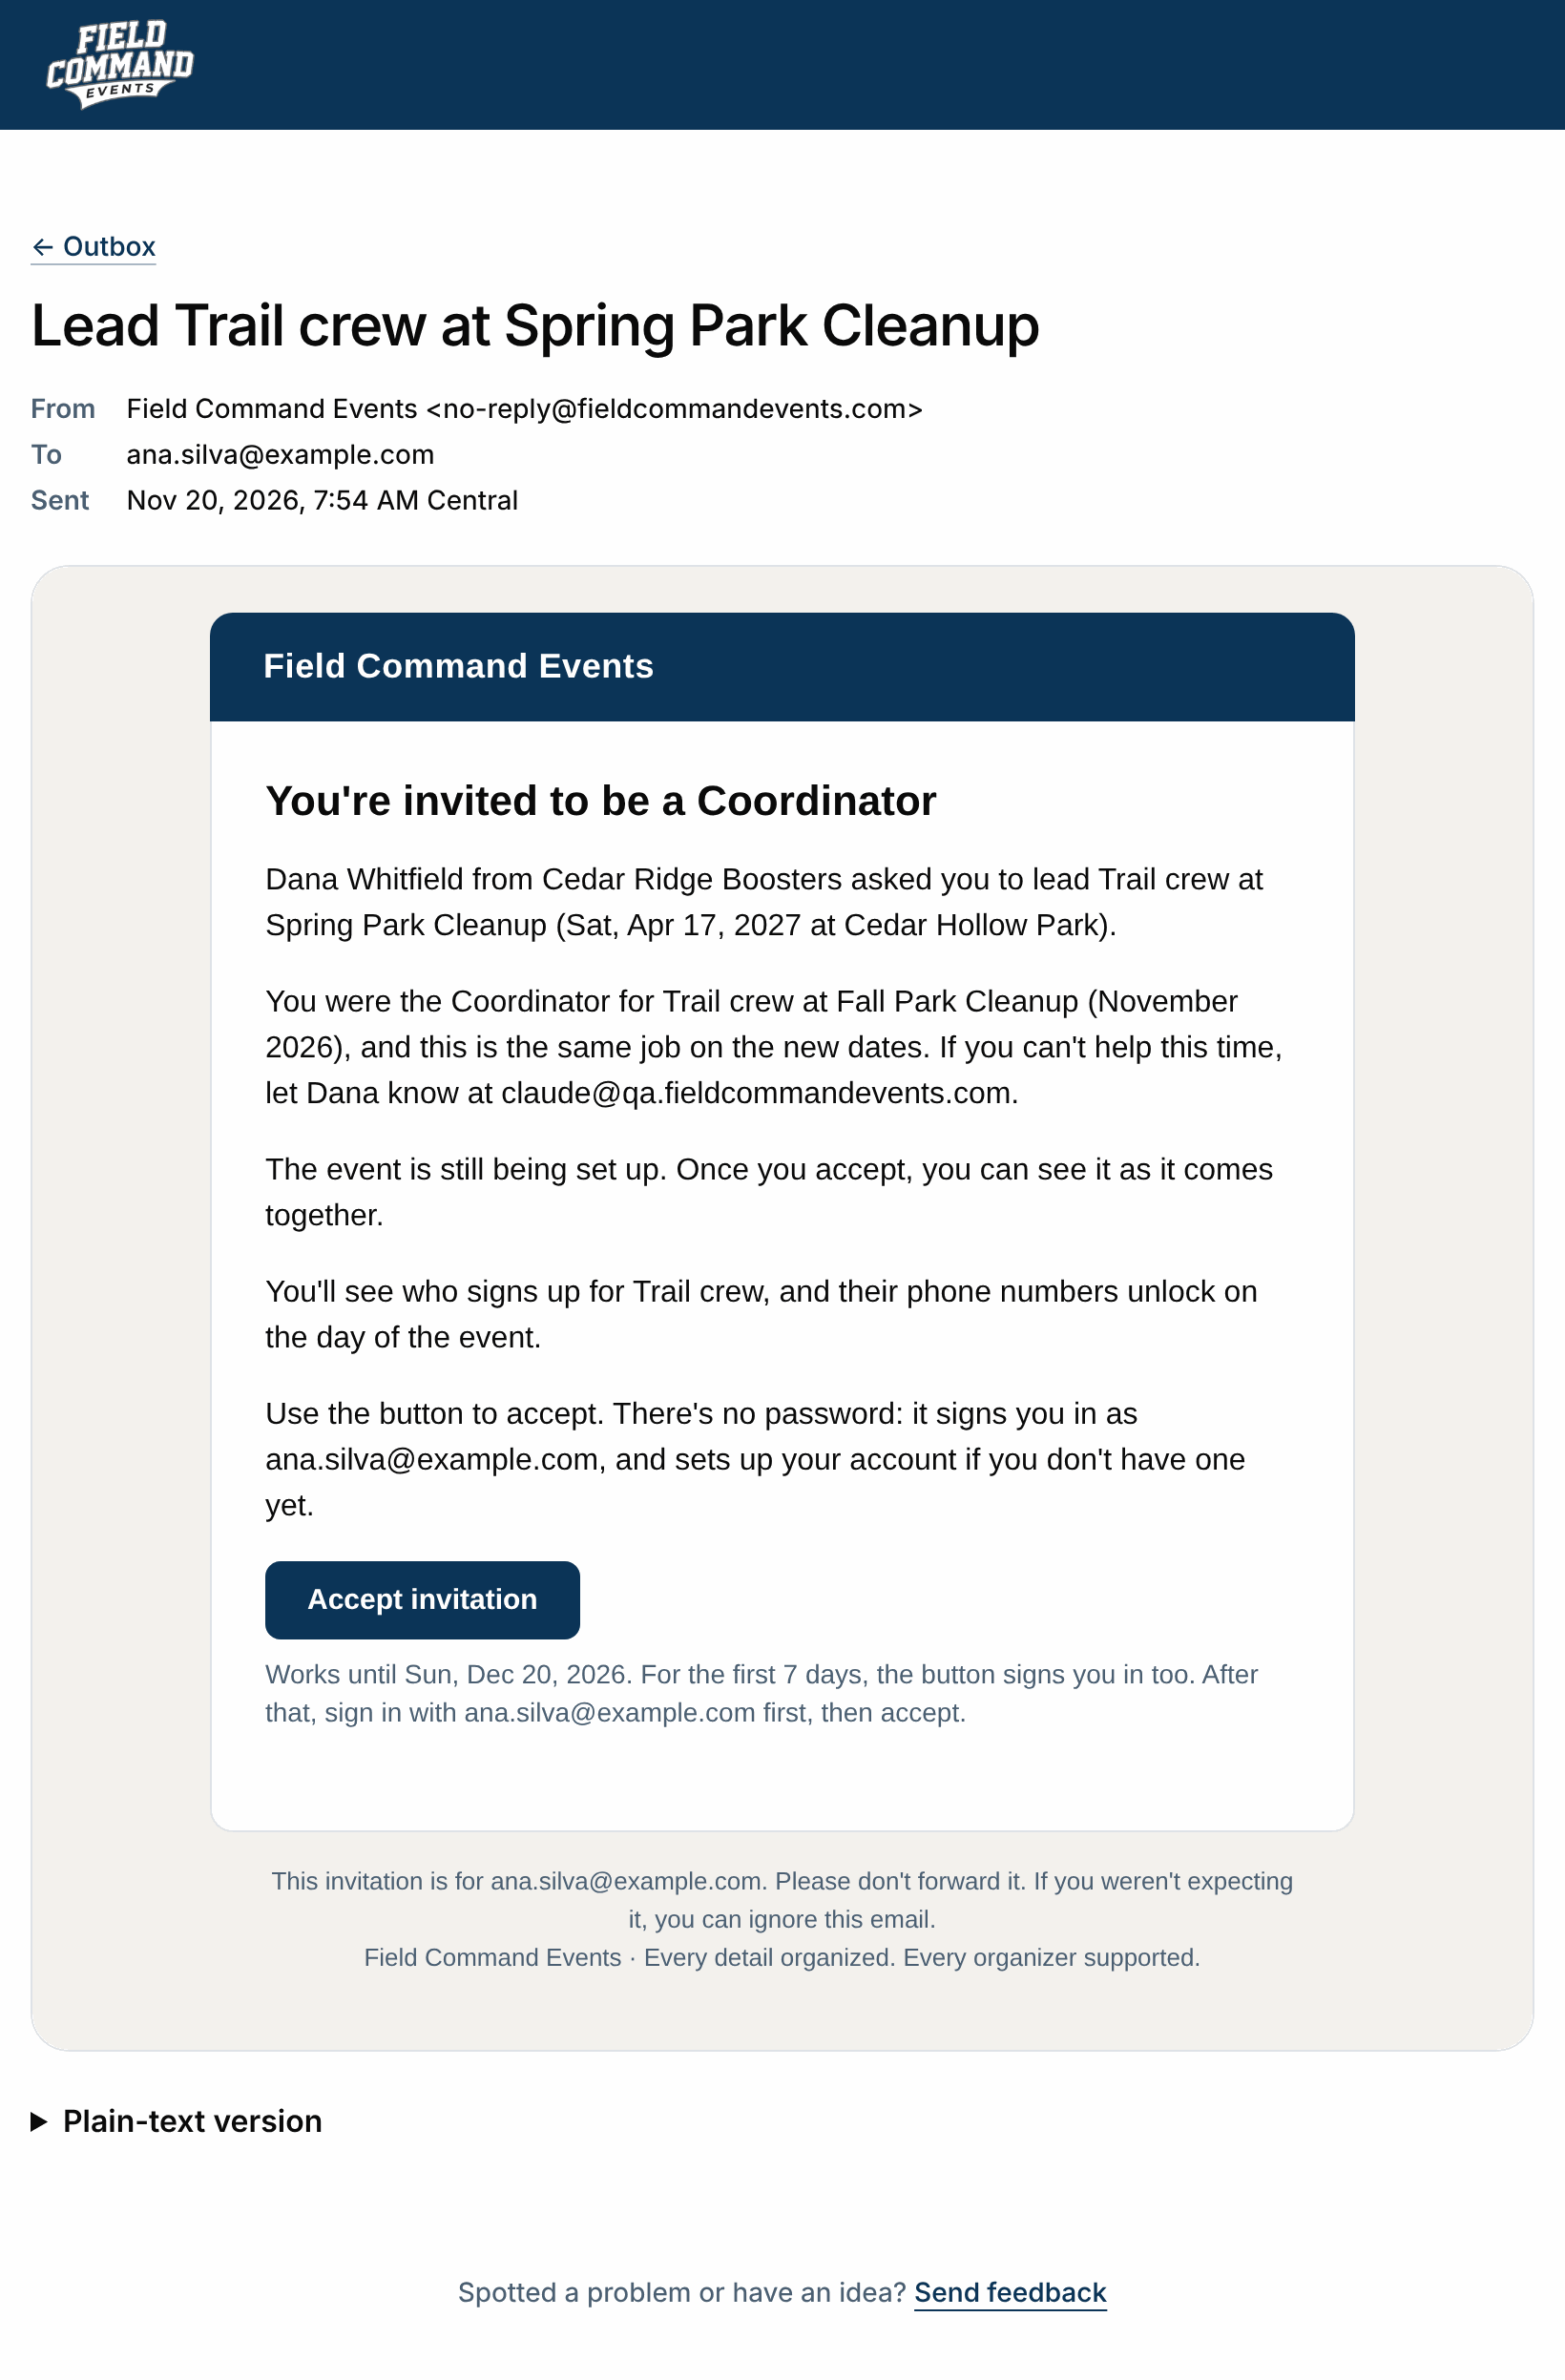 FIELD
COMMAND
EVENTS
← Outbox
Lead Trail crew at Spring Park Cleanup
From Field Command Events <no-reply@fieldcommandevents.com>
To ana.silva@example.com
Sent Nov 20, 2026, 7:54 AM Central
Field Command Events
You're invited to be a Coordinator
Dana Whitfield from Cedar Ridge Boosters asked you to lead Trail crew at
Spring Park Cleanup (Sat, Apr 17, 2027 at Cedar Hollow Park).
You were the Coordinator for Trail crew at Fall Park Cleanup (November
2026), and this is the same job on the new dates. If you can't help this time,
let Dana know at claude@qa.fieldcommandevents.com.
The event is still being set up. Once you accept, you can see it as it comes
together.
You'll see who signs up for Trail crew, and their phone numbers unlock on
the day of the event.
Use the button to accept. There's no password: it signs you in as
ana.silva@example.com, and sets up your account if you don't have one
yet.
Accept invitation
Works until Sun, Dec 20, 2026. For the first 7 days, the button signs you in too. After
that, sign in with ana.silva@example.com first, then accept.
This invitation is for ana.silva@example.com. Please don't forward it. If you weren't expecting
it, you can ignore this email.
Field Command Events · Every detail organized. Every organizer supported.
▶ Plain-text version
Spotted a problem or have an idea? Send feedback